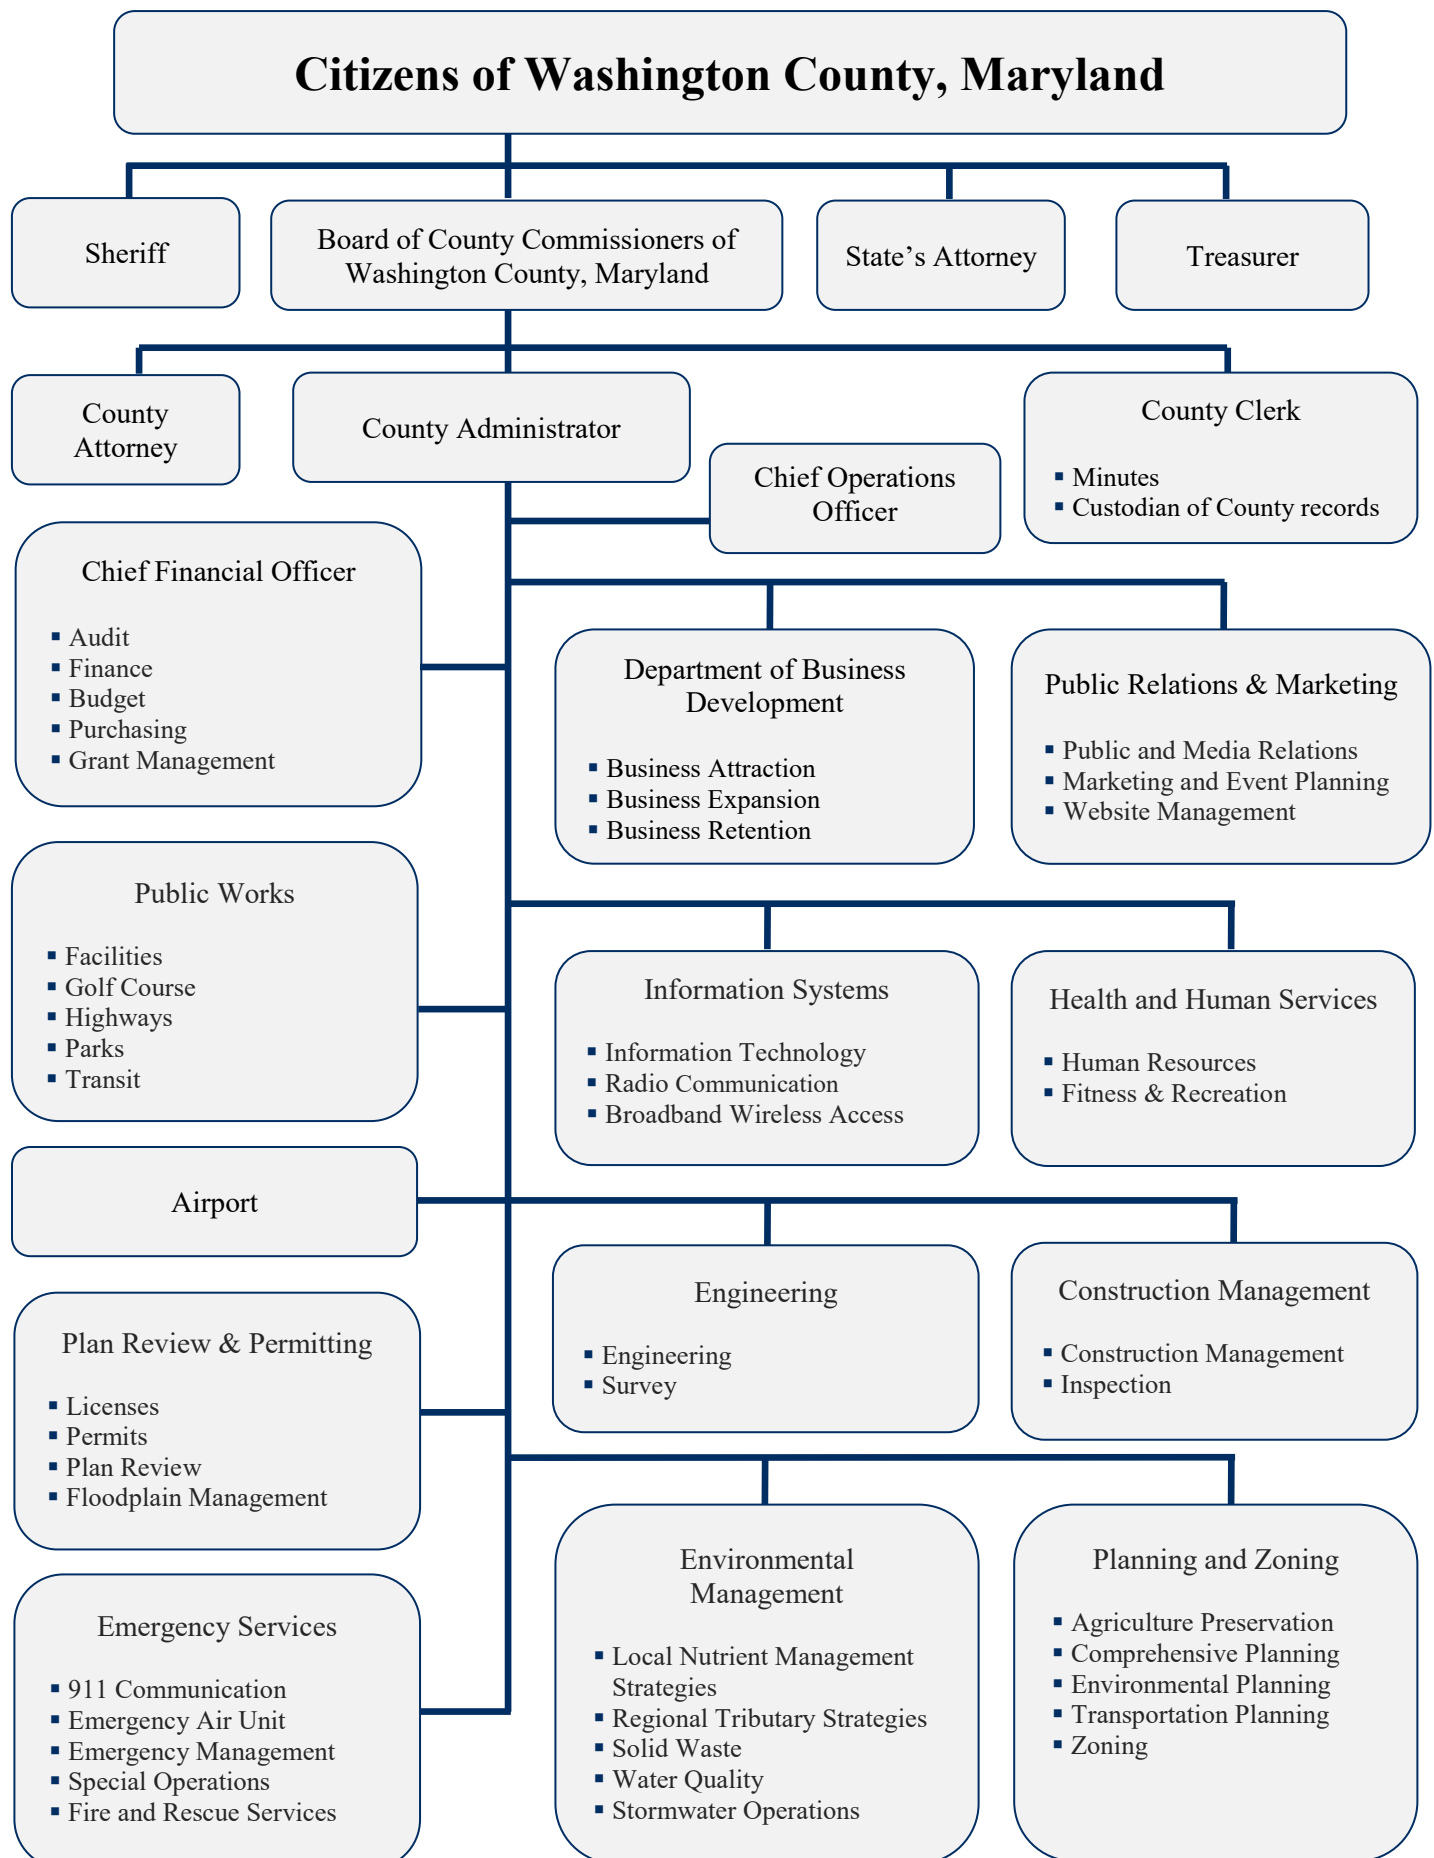 Citizens of Washington County, Maryland
Sheriff
Board of County Commissioners of
Washington County, Maryland
State’s Attorney
Treasurer
County
Attorney
County Administrator
Chief Operations
Officer
County Clerk
▪ Minutes
▪ Custodian of County records
Chief Financial Officer
▪ Audit
▪ Finance
▪ Budget
▪ Purchasing
▪ Grant Management
Department of Business
Development
▪ Business Attraction
▪ Business Expansion
▪ Business Retention
Public Relations & Marketing
▪ Public and Media Relations
▪ Marketing and Event Planning
▪ Website Management
Public Works
▪ Facilities
▪ Golf Course
▪ Highways
▪ Parks
▪ Transit
Information Systems
▪ Information Technology
▪ Radio Communication
▪ Broadband Wireless Access
Health and Human Services
▪ Human Resources
▪ Fitness & Recreation
Airport
Engineering
▪ Engineering
▪ Survey
Construction Management
▪ Construction Management
▪ Inspection
Plan Review & Permitting
▪ Licenses
▪ Permits
▪ Plan Review
▪ Floodplain Management
Environmental
Management
▪ Local Nutrient Management
Strategies
▪ Regional Tributary Strategies
▪ Solid Waste
▪ Water Quality
▪ Stormwater Operations
Planning and Zoning
▪ Agriculture Preservation
▪ Comprehensive Planning
▪ Environmental Planning
▪ Transportation Planning
▪ Zoning
Emergency Services
▪ 911 Communication
▪ Emergency Air Unit
▪ Emergency Management
▪ Special Operations
▪ Fire and Rescue Services